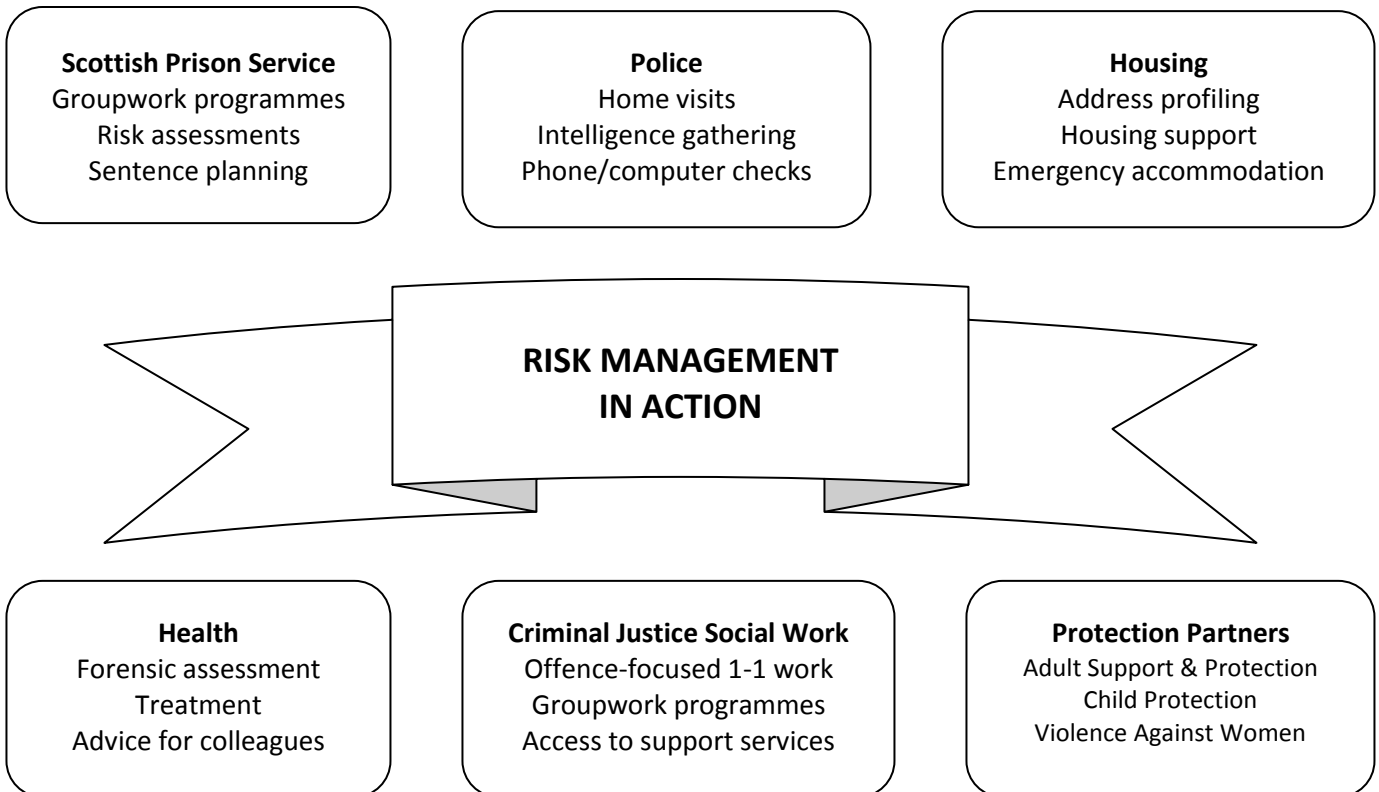 Scottish Prison Service
Groupwork programmes
Risk assessments
Sentence planning
Police
Home visits
Intelligence gathering
Phone/computer checks
Housing
Address profiling
Housing support
Emergency accommodation
RISK MANAGEMENT
IN ACTION
Health
Forensic assessment
Treatment
Advice for colleagues
Criminal Justice Social Work
Offence-focused 1-1 work
Groupwork programmes
Access to support services
Protection Partners
Adult Support & Protection
Child Protection
Violence Against Women